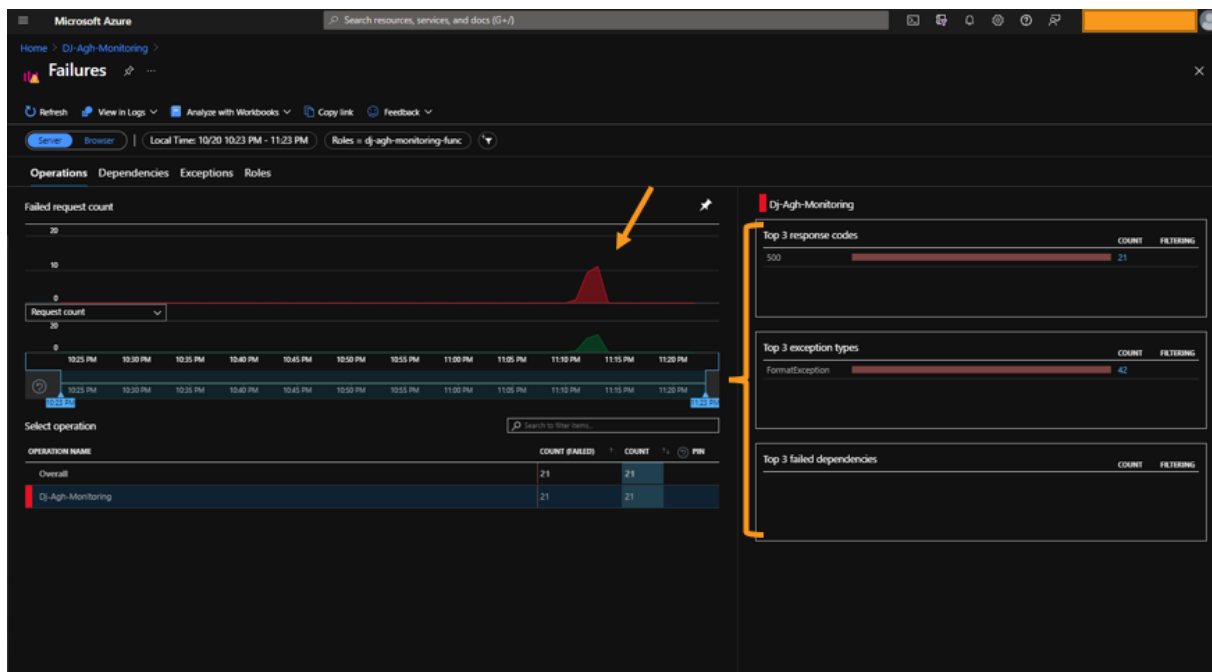 Microsoft Azure
Search resources, services, and docs (G+/)
Home > DJ-Agh-Monitoring >
Failures
Refresh View in Logs Analyze with Workbooks Copy link Feedback
Server Browser Local Time: 10/20 10:23 PM - 11:23 PM Roles = dj-agh-monitoring-func
Operations Dependencies Exceptions Roles
Failed request count
20
10
0
Request count
20
0
10:25 PM 10:30 PM 10:35 PM 10:40 PM 10:45 PM 10:50 PM 10:55 PM 11:00 PM 11:05 PM 11:10 PM 11:15 PM 11:20 PM
10:25 PM 10:30 PM 10:35 PM 10:40 PM 10:45 PM 10:50 PM 10:55 PM 11:00 PM 11:05 PM 11:10 PM 11:15 PM 11:20 PM
10:23 PM 11:23 PM
Select operation
Search to filter items...
OPERATION NAME COUNT (FAILED) COUNT PIN
Overall 21 21
Dj-Agh-Monitoring 21 21
Dj-Agh-Monitoring
Top 3 response codes COUNT FILTERING
500 21
Top 3 exception types COUNT FILTERING
FormatException 42
Top 3 failed dependencies COUNT FILTERING